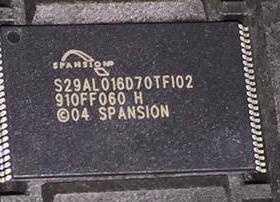 SPANSION
S29AL016D70TFI02
910FF060 H
©04 SPANSION